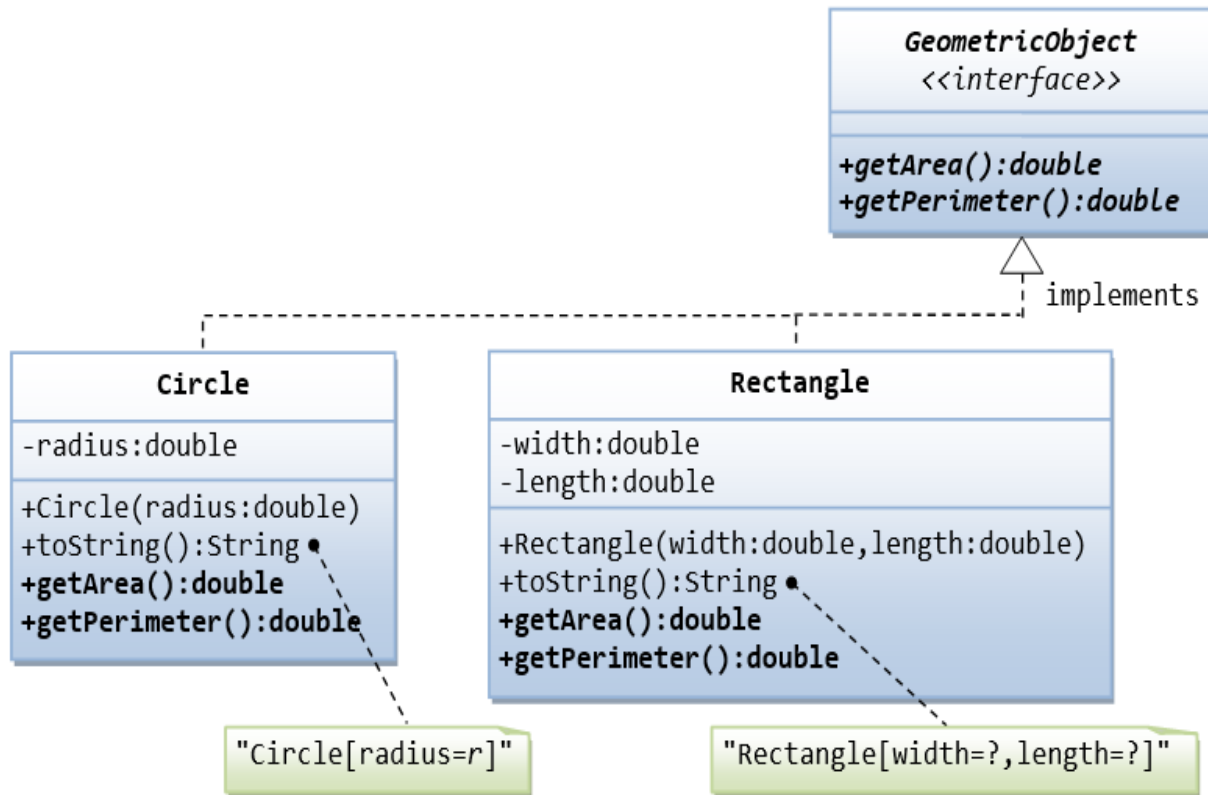 GeometricObject
<<interface>>
+getArea():double
+getPerimeter():double
implements
Circle
-radius:double
+Circle(radius:double)
+toString():String
+getArea():double
+getPerimeter():double
"Circle[radius=r]"
Rectangle
-width:double
-length:double
+Rectangle(width:double,length:double)
+toString():String
+getArea():double
+getPerimeter():double
"Rectangle[width=?,length=?]"